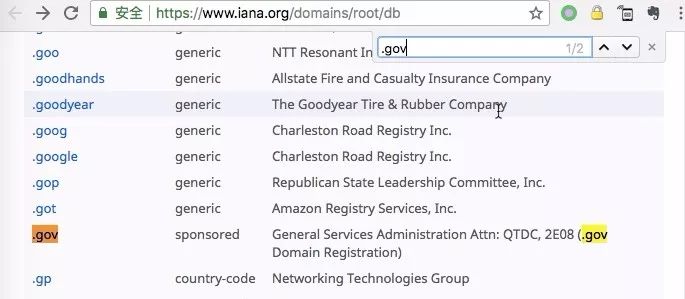 安全 https://www.iana.org/domains/root/db
.gov 1/2
.goo generic NTT Resonant In
.goodhands generic Allstate Fire and Casualty Insurance Company
.goodyear generic The Goodyear Tire & Rubber Company
.goog generic Charleston Road Registry Inc.
.google generic Charleston Road Registry Inc.
.gop generic Republican State Leadership Committee, Inc.
.got generic Amazon Registry Services, Inc.
.gov sponsored General Services Administration Attn: QTDC, 2E08 (.gov
Domain Registration)
.gp country-code Networking Technologies Group